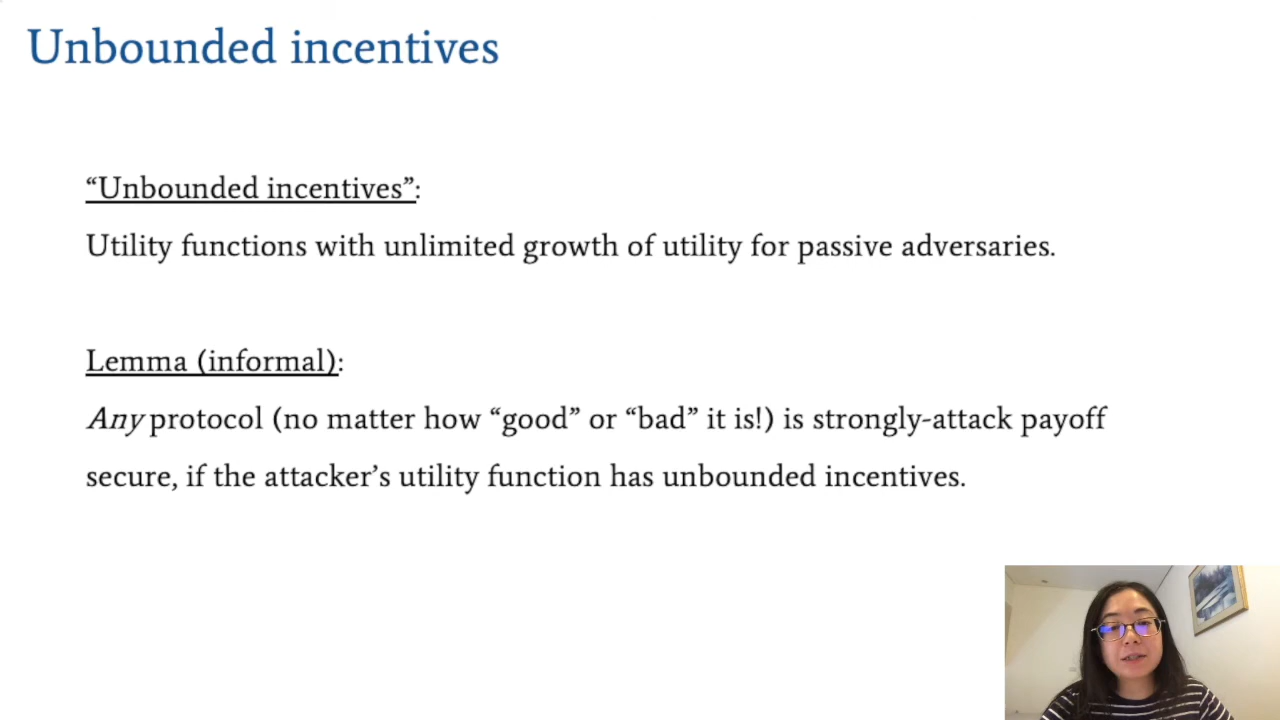 Unbounded incentives
“Unbounded incentives”:
Utility functions with unlimited growth of utility for passive adversaries.
Lemma (informal):
Any protocol (no matter how “good” or “bad” it is!) is strongly-attack payoff
secure, if the attacker’s utility function has unbounded incentives.